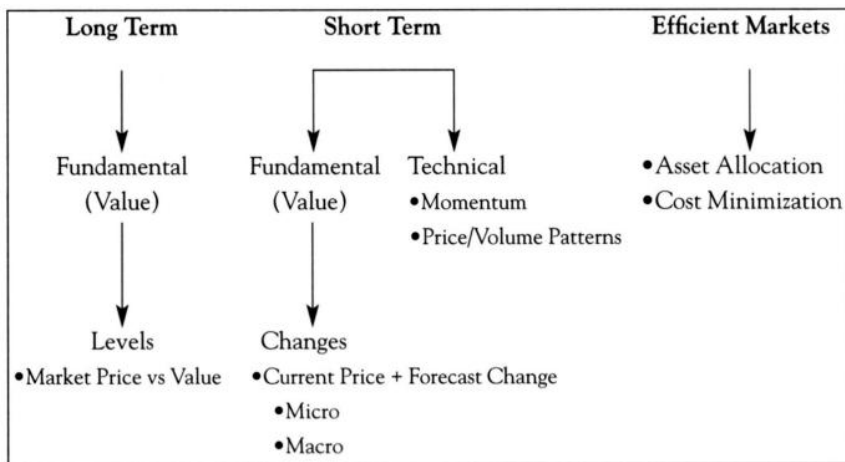 Long Term
Short Term
Efficient Markets
Fundamental
(Value)
Fundamental
(Value)
Technical
•Momentum
•Price/Volume Patterns
•Asset Allocation
•Cost Minimization
Levels
•Market Price vs Value
Changes
•Current Price + Forecast Change
•Micro
•Macro